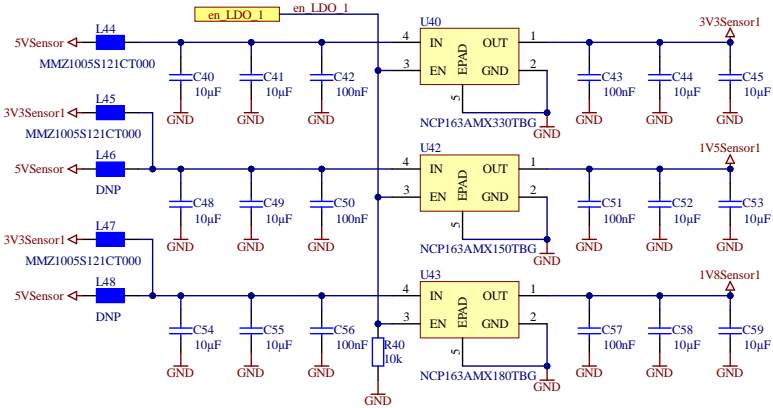 en_LDO_1
en_LDO_1
L44
5VSensor
MMZ1005S121CT000
C40
10µF
GND
C41
10µF
GND
C42
100nF
GND
U40
4 IN OUT 1
3 EN GND 2
EPAD
5
NCP163AMX330TBG
GND
3V3Sensor1
C43
100nF
GND
C44
10µF
GND
C45
10µF
GND
L45
3V3Sensor1
MMZ1005S121CT000
L46
5VSensor
DNP
C48
10µF
GND
C49
10µF
GND
C50
100nF
GND
U42
4 IN OUT 1
3 EN GND 2
EPAD
5
NCP163AMX150TBG
GND
1V5Sensor1
C51
100nF
GND
C52
10µF
GND
C53
10µF
GND
L47
3V3Sensor1
MMZ1005S121CT000
L48
5VSensor
DNP
C54
10µF
GND
C55
10µF
GND
C56
100nF
GND
R40
10k
GND
U43
4 IN OUT 1
3 EN GND 2
EPAD
5
NCP163AMX180TBG
GND
1V8Sensor1
C57
100nF
GND
C58
10µF
GND
C59
10µF
GND